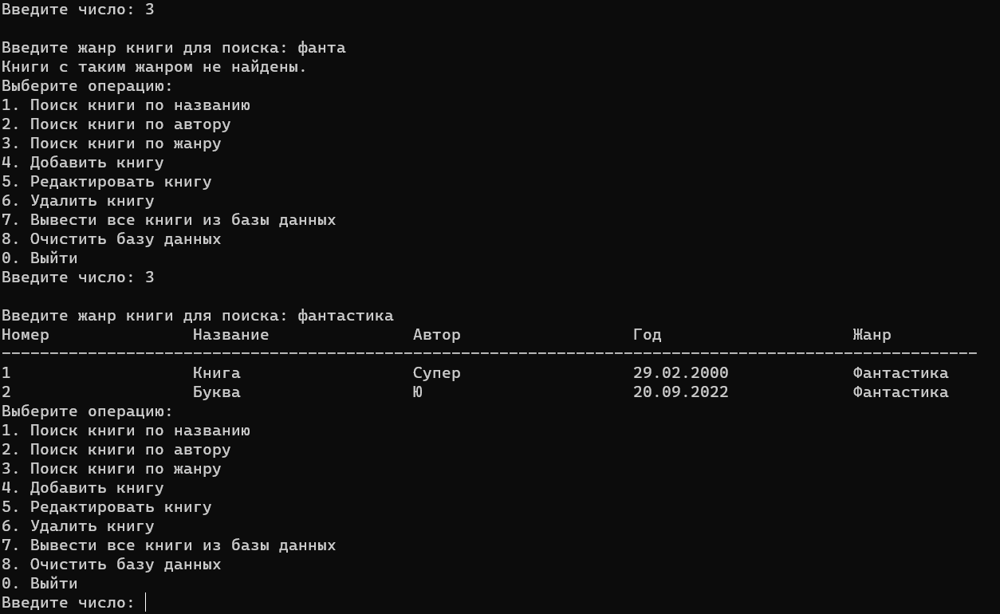 Введите число: 3
Введите жанр книги для поиска: фанта
Книги с таким жанром не найдены.
Выберите операцию:
1. Поиск книги по названию
2. Поиск книги по автору
3. Поиск книги по жанру
4. Добавить книгу
5. Редактировать книгу
6. Удалить книгу
7. Вывести все книги из базы данных
8. Очистить базу данных
0. Выйти
Введите число: 3
Введите жанр книги для поиска: фантастика
Номер Название Автор Год Жанр
------------------------------------------------------------------------------------------------------
1 Книга Супер 29.02.2000 Фантастика
2 Буква Ю 20.09.2022 Фантастика
Выберите операцию:
1. Поиск книги по названию
2. Поиск книги по автору
3. Поиск книги по жанру
4. Добавить книгу
5. Редактировать книгу
6. Удалить книгу
7. Вывести все книги из базы данных
8. Очистить базу данных
0. Выйти
Введите число: